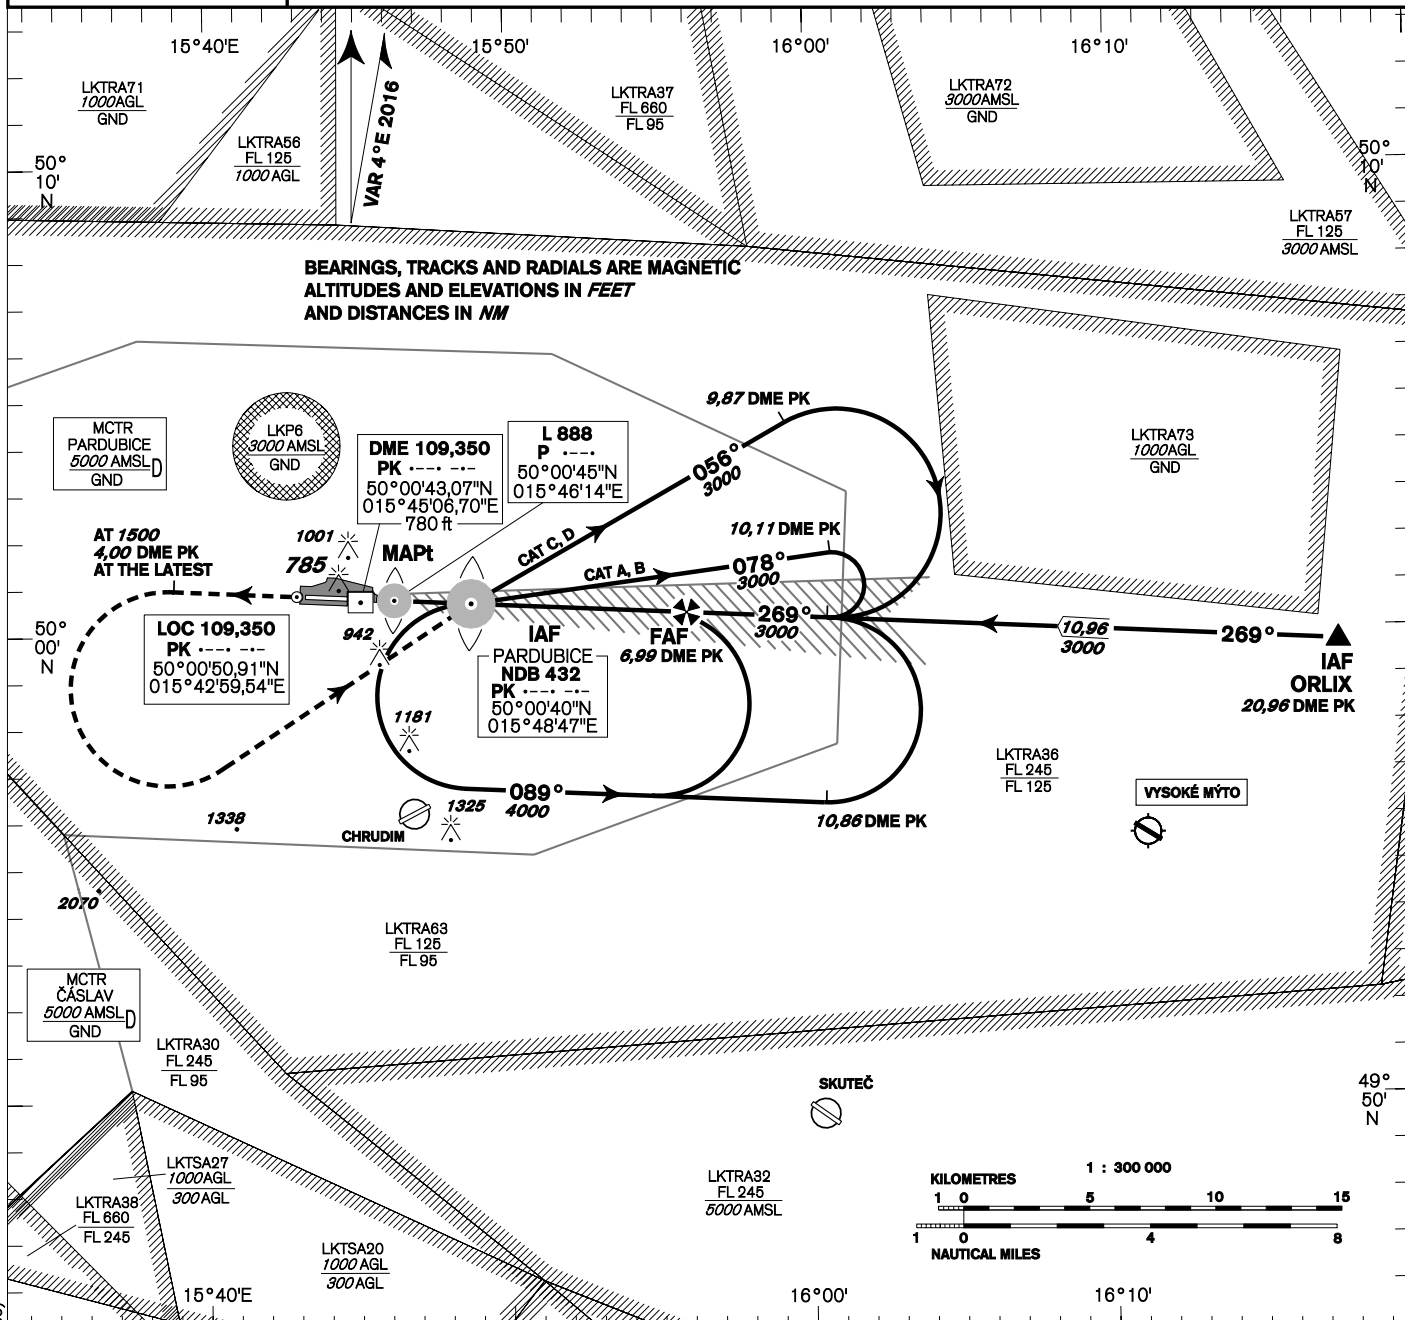 15°40'E
15°50'
16°00'
16°10'
LKTRA71
1000AGL
GND
LKTRA56
FL 125
1000 AGL
VAR 4°E 2016
LKTRA37
FL 660
FL 95
LKTRA72
3000AMSL
GND
50°
10'
N
50°
10'
N
LKTRA57
FL 125
3000 AMSL
BEARINGS, TRACKS AND RADIALS ARE MAGNETIC
ALTITUDES AND ELEVATIONS IN FEET
AND DISTANCES IN NM
MCTR
PARDUBICE
5000 AMSL D
GND
LKP6
3000 AMSL
GND
DME 109,350
PK ·--· -·-
50°00'43,07"N
015°45'06,70"E
780 ft
L 888
P ·--·
50°00'45"N
015°46'14"E
9,87 DME PK
056°
3000
LKTRA73
1000AGL
GND
AT 1500
4,00 DME PK
AT THE LATEST
1001
785
MAPt
CAT C, D
10,11 DME PK
CAT A, B
078°
3000
LOC 109,350
PK ·--· -·-
50°00'50,91"N
015°42'59,54"E
942
50°
00'
N
IAF
PARDUBICE
NDB 432
PK ·--· -·-
50°00'40"N
015°48'47"E
FAF
6,99 DME PK
269°
3000
10,96
3000
269°
IAF
ORLIX
20,96 DME PK
1181
089°
4000
10,86 DME PK
LKTRA36
FL 245
FL 125
VYSOKÉ MÝTO
1338
CHRUDIM
1325
2070
LKTRA63
FL 125
FL 95
MCTR
ČÁSLAV
5000 AMSL D
GND
LKTRA30
FL 245
FL 95
SKUTEČ
49°
50'
N
LKTSA27
1000AGL
300 AGL
LKTRA38
FL 660
FL 245
LKTSA20
1000 AGL
300 AGL
LKTRA32
FL 245
5000 AMSL
1 : 300 000
KILOMETRES
1 0 5 10 15
1 0 4 8
NAUTICAL MILES
15°40'E
16°00'
16°10'